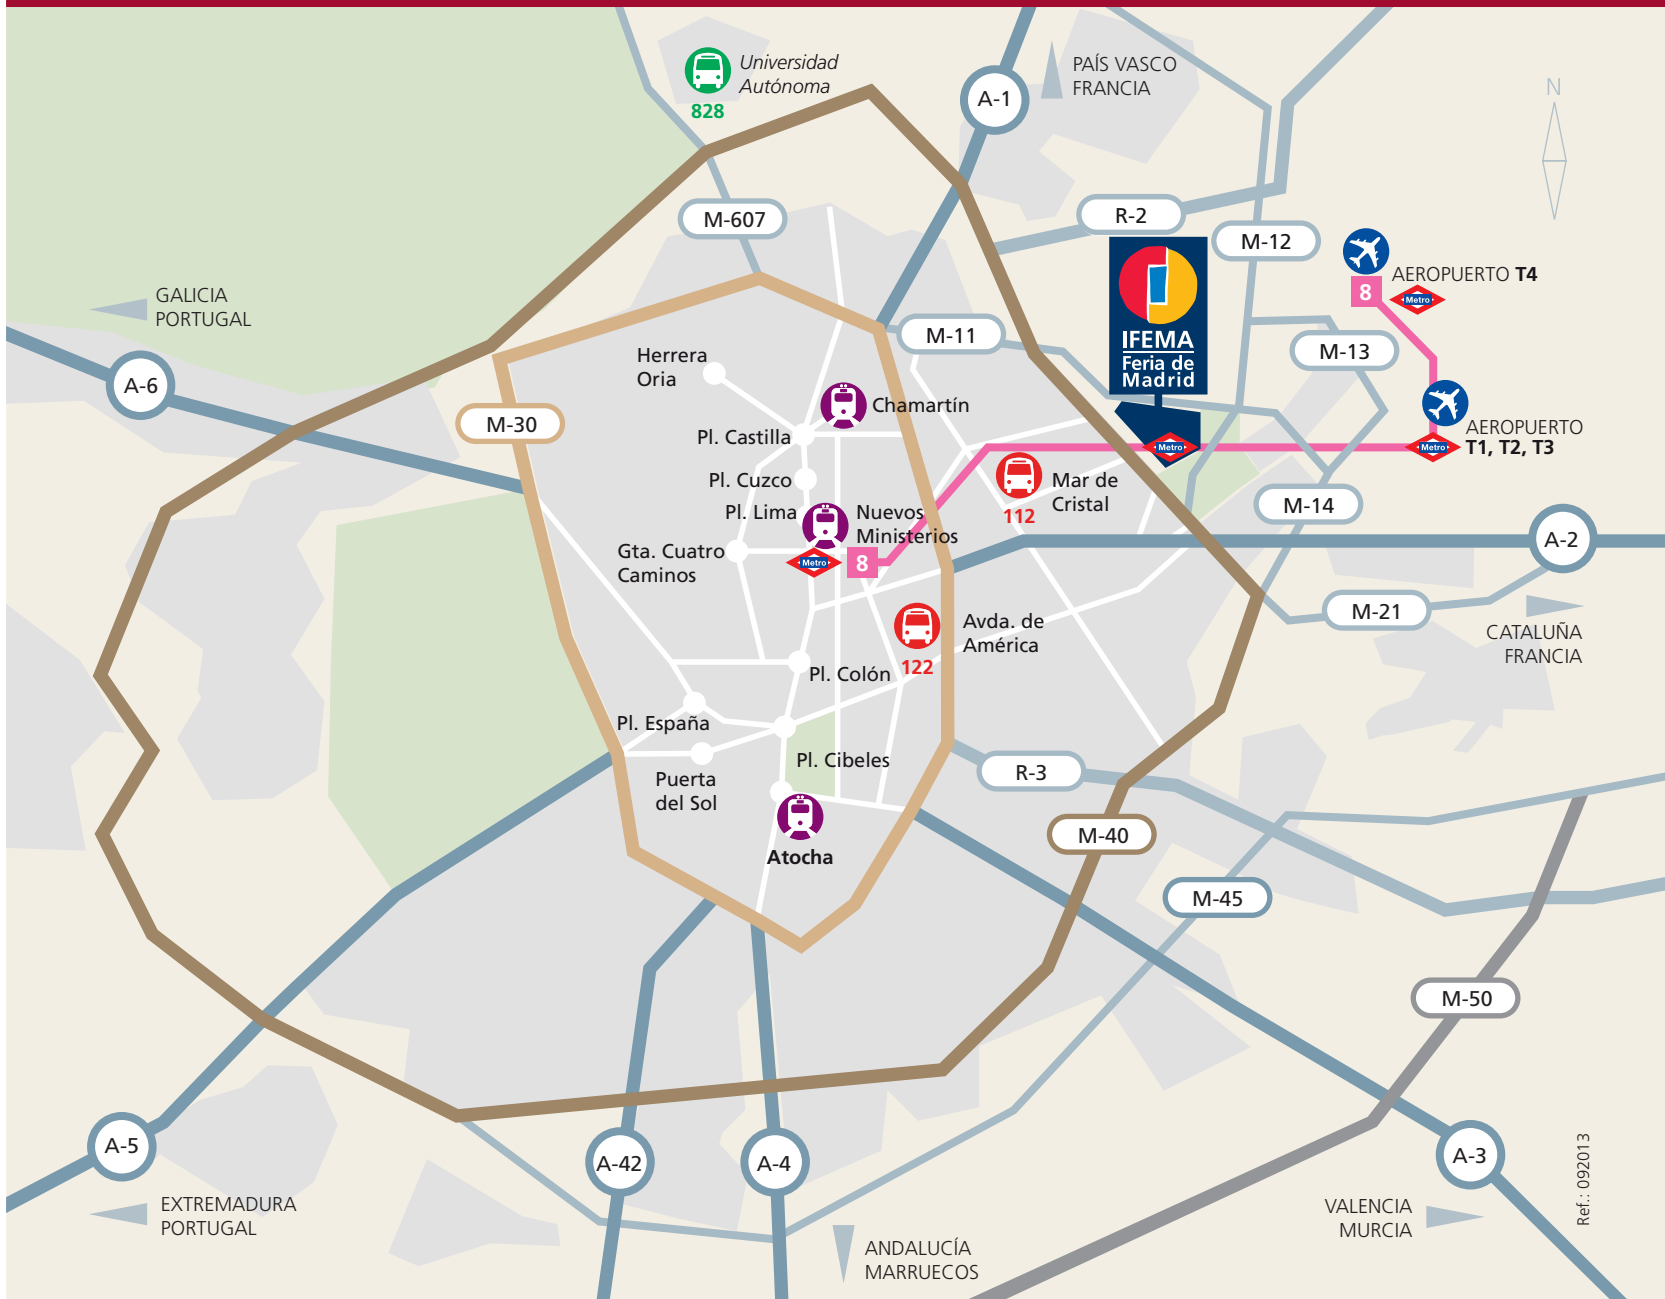 Universidad
Autónoma
828
A-1
PAÍS VASCO
FRANCIA
N
M-607
R-2
M-12
GALICIA
PORTUGAL
AEROPUERTO T4
8
Metro
IFEMA
Feria de
Madrid
M-11
M-13
Herrera
Oria
A-6
Chamartín
M-30
Pl. Castilla
AEROPUERTO
T1, T2, T3
Metro
Metro
Pl. Cuzco
Mar de
Cristal
112
M-14
Pl. Lima
Nuevos
Ministerios
A-2
Gta. Cuatro
Caminos
Metro
8
M-21
Avda. de
América
122
CATALUÑA
FRANCIA
Pl. Colón
Pl. España
Pl. Cibeles
R-3
Puerta
del Sol
M-40
Atocha
M-45
M-50
A-5
A-42
A-4
A-3
Ref.: 092013
EXTREMADURA
PORTUGAL
VALENCIA
MURCIA
ANDALUCÍA
MARRUECOS